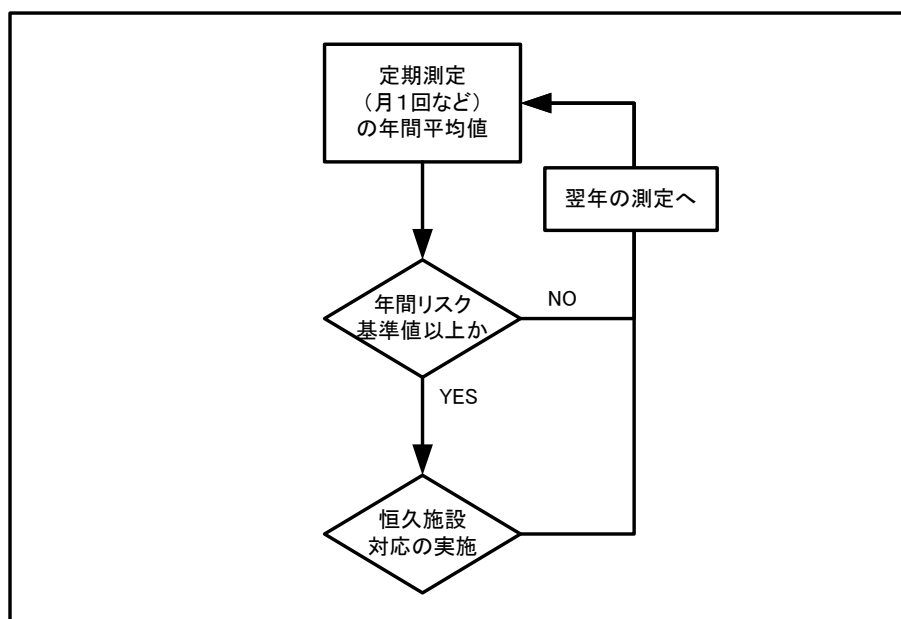 定期測定
（月１回など）
の年間平均値
翌年の測定へ
年間リスク
基準値以上か
NO
YES
恒久施設
対応の実施